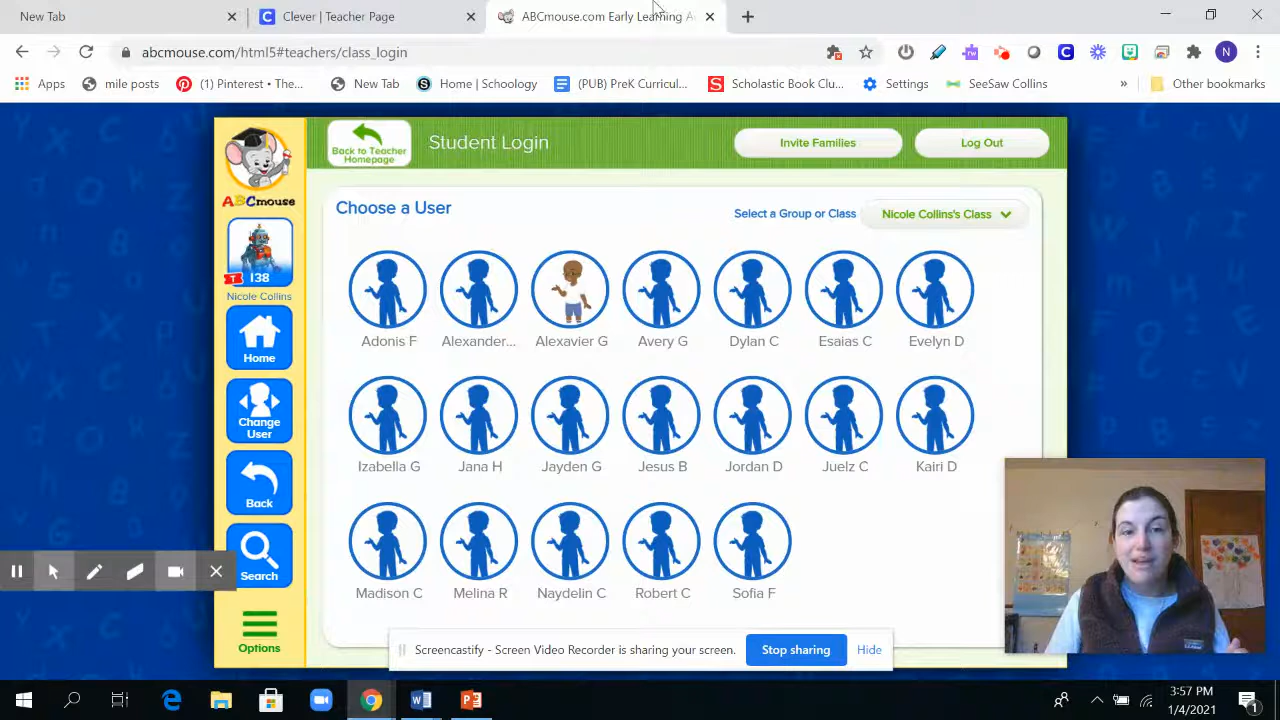 New Tab
Clever | Teacher Page
ABCmouse.com Early Learning A
abcmouse.com/html5#teachers/class_login
N
Apps
mile posts
(1) Pinterest • The...
New Tab
Home | Schoology
(PUB) PreK Curricul...
Scholastic Book Clu...
Settings
SeeSaw Collins
»
Other bookmarks
Back to Teacher
Homepage
Student Login
Invite Families
Log Out
ABCmouse
Choose a User
Select a Group or Class
Nicole Collins's Class
T 138
Nicole Collins
Home
Change
User
Back
Search
Options
Adonis F
Alexander...
Alexavier G
Avery G
Dylan C
Esaias C
Evelyn D
Izabella G
Jana H
Jayden G
Jesus B
Jordan D
Juelz C
Kairi D
Madison C
Melina R
Naydelin C
Robert C
Sofia F
Screencastify - Screen Video Recorder is sharing your screen.
Stop sharing
Hide
3:57 PM
1/4/2021
1